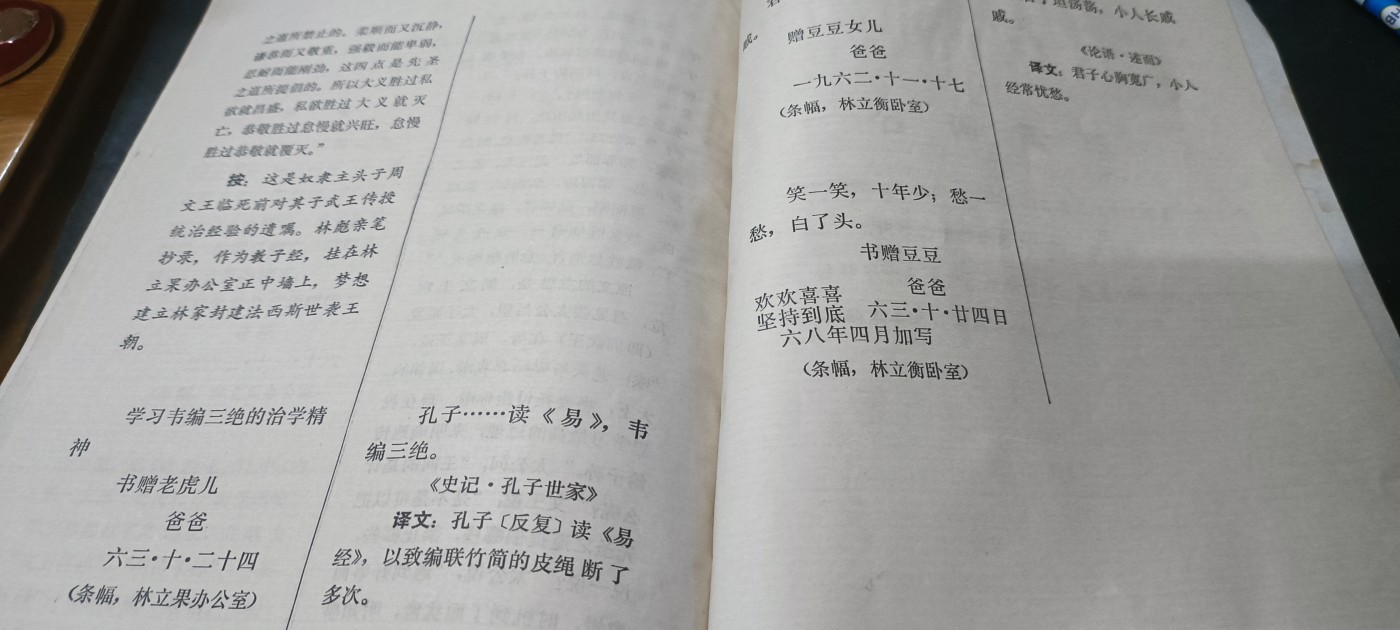 之道所禁止的。柔顺而又沉静，
谦恭而又敬重，强毅而能卑弱，
忍耐而能刚劲，这四点是先圣
之道所提倡的。所以大义胜过私
欲就昌盛，私欲胜过大义就灭
亡，恭敬胜过怠慢就兴旺，怠慢
胜过恭敬就覆灭。”
按：这是奴隶主头子周
文王临死前对其子武王传授
统治经验的遗嘱。林彪亲笔
抄录，作为教子经，挂在林
立果办公室正中墙上，梦想
建立林家封建法西斯世袭王
朝。
学习韦编三绝的治学精
神
书赠老虎儿
爸爸
六三·十·二十四
（条幅，林立果办公室）
孔子……读《易》，韦
编三绝。
《史记·孔子世家》
译文：孔子〔反复〕读《易
经》，以致编联竹简的皮绳断了
多次。
戚。
赠豆豆女儿
爸爸
一九六二·十一·十七
（条幅，林立衡卧室）
笑一笑，十年少；愁一
愁，白了头。
书赠豆豆
爸爸
欢欢喜喜
坚持到底 六三·十·廿四日
六八年四月加写
（条幅，林立衡卧室）
坦荡荡，小人长戚
戚。
《论语·述而》
译文：君子心胸宽广，小人
经常忧愁。